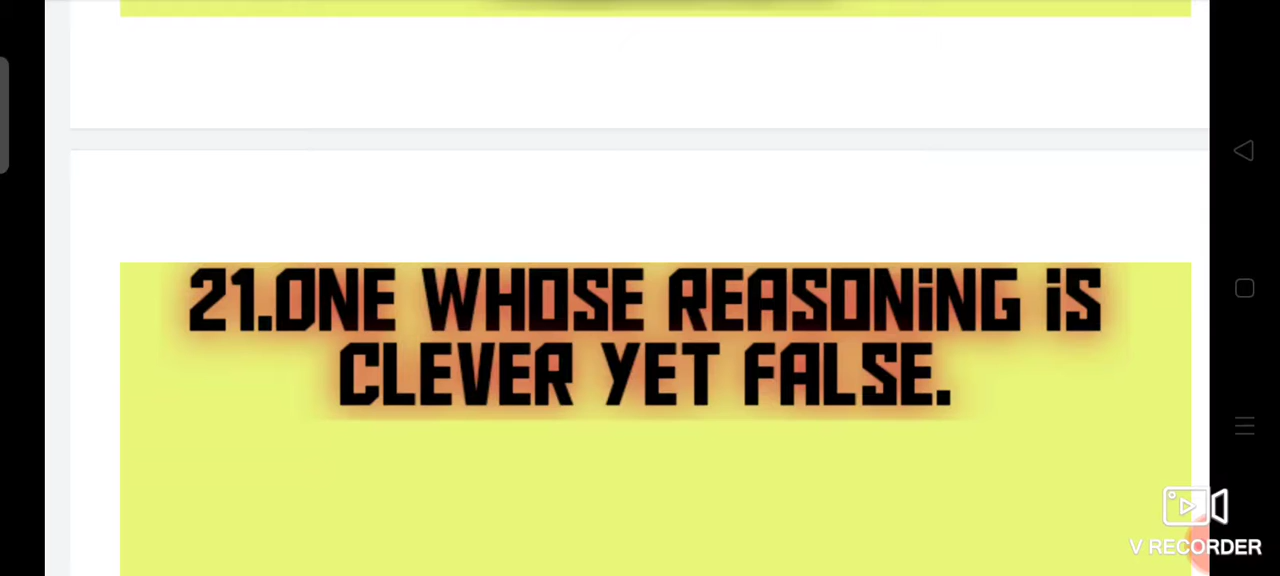 21.ONE WHOSE REASONiNG iS
CLEVER YET FALSE.
V RECORDER